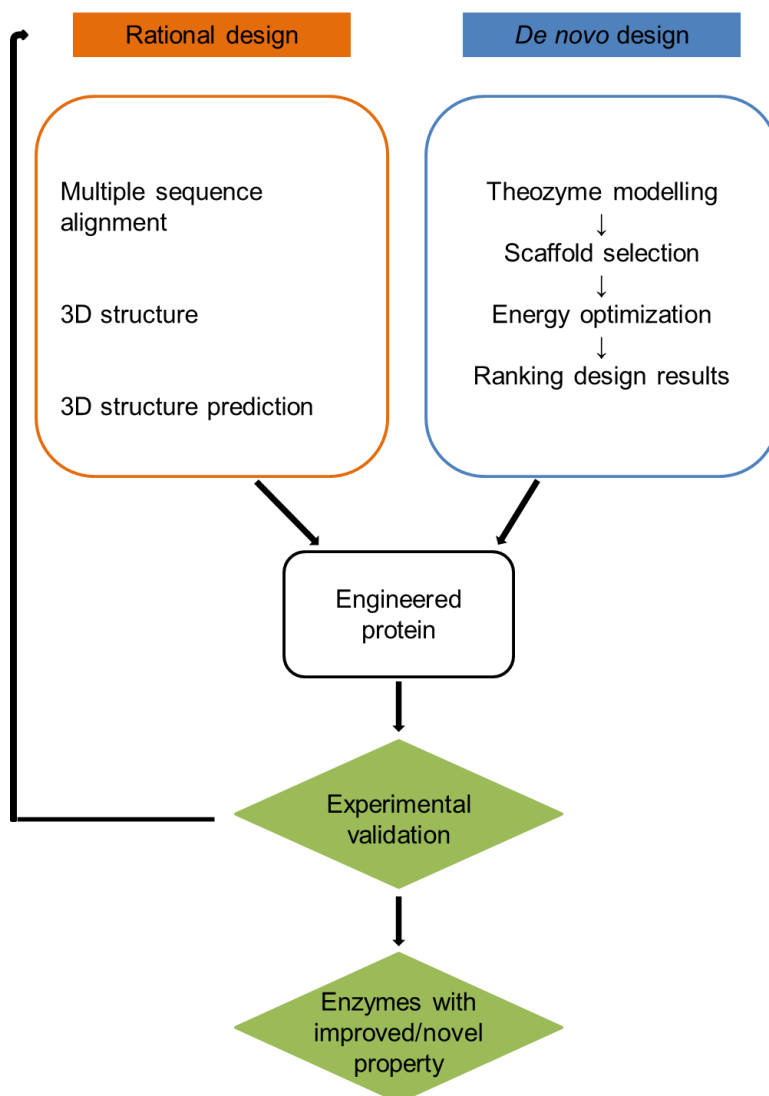 Rational design
De novo design
Multiple sequence
alignment
3D structure
3D structure prediction
Theozyme modelling
↓
Scaffold selection
↓
Energy optimization
↓
Ranking design results
Engineered
protein
Experimental
validation
Enzymes with
improved/novel
property